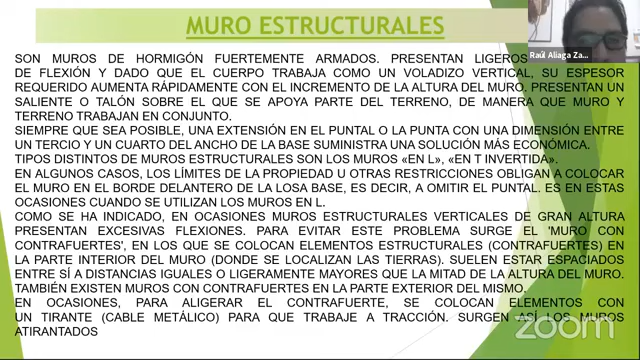 MURO ESTRUCTURALES
Raúl Aliaga Za...
SON MUROS DE HORMIGÓN FUERTEMENTE ARMADOS. PRESENTAN LIGEROS
DE FLEXIÓN Y DADO QUE EL CUERPO TRABAJA COMO UN VOLADIZO VERTICAL, SU ESPESOR
REQUERIDO AUMENTA RÁPIDAMENTE CON EL INCREMENTO DE LA ALTURA DEL MURO. PRESENTAN UN
SALIENTE O TALÓN SOBRE EL QUE SE APOYA PARTE DEL TERRENO, DE MANERA QUE MURO Y
TERRENO TRABAJAN EN CONJUNTO.
SIEMPRE QUE SEA POSIBLE, UNA EXTENSIÓN EN EL PUNTAL O LA PUNTA CON UNA DIMENSIÓN ENTRE
UN TERCIO Y UN CUARTO DEL ANCHO DE LA BASE SUMINISTRA UNA SOLUCIÓN MÁS ECONÓMICA.
TIPOS DISTINTOS DE MUROS ESTRUCTURALES SON LOS MUROS «EN L», «EN T INVERTIDA».
EN ALGUNOS CASOS, LOS LÍMITES DE LA PROPIEDAD U OTRAS RESTRICCIONES OBLIGAN A COLOCAR
EL MURO EN EL BORDE DELANTERO DE LA LOSA BASE, ES DECIR, A OMITIR EL PUNTAL. ES EN ESTAS
OCASIONES CUANDO SE UTILIZAN LOS MUROS EN L.
COMO SE HA INDICADO, EN OCASIONES MUROS ESTRUCTURALES VERTICALES DE GRAN ALTURA
PRESENTAN EXCESIVAS FLEXIONES. PARA EVITAR ESTE PROBLEMA SURGE EL 'MURO CON
CONTRAFUERTES', EN LOS QUE SE COLOCAN ELEMENTOS ESTRUCTURALES (CONTRAFUERTES) EN
LA PARTE INTERIOR DEL MURO (DONDE SE LOCALIZAN LAS TIERRAS). SUELEN ESTAR ESPACIADOS
ENTRE SÍ A DISTANCIAS IGUALES O LIGERAMENTE MAYORES QUE LA MITAD DE LA ALTURA DEL MURO.
TAMBIÉN EXISTEN MUROS CON CONTRAFUERTES EN LA PARTE EXTERIOR DEL MISMO.
EN OCASIONES, PARA ALIGERAR EL CONTRAFUERTE, SE COLOCAN ELEMENTOS CON
UN TIRANTE (CABLE METÁLICO) PARA QUE TRABAJE A TRACCIÓN. SURGEN ASÍ LOS MUROS
ATIRANTADOS
zoom